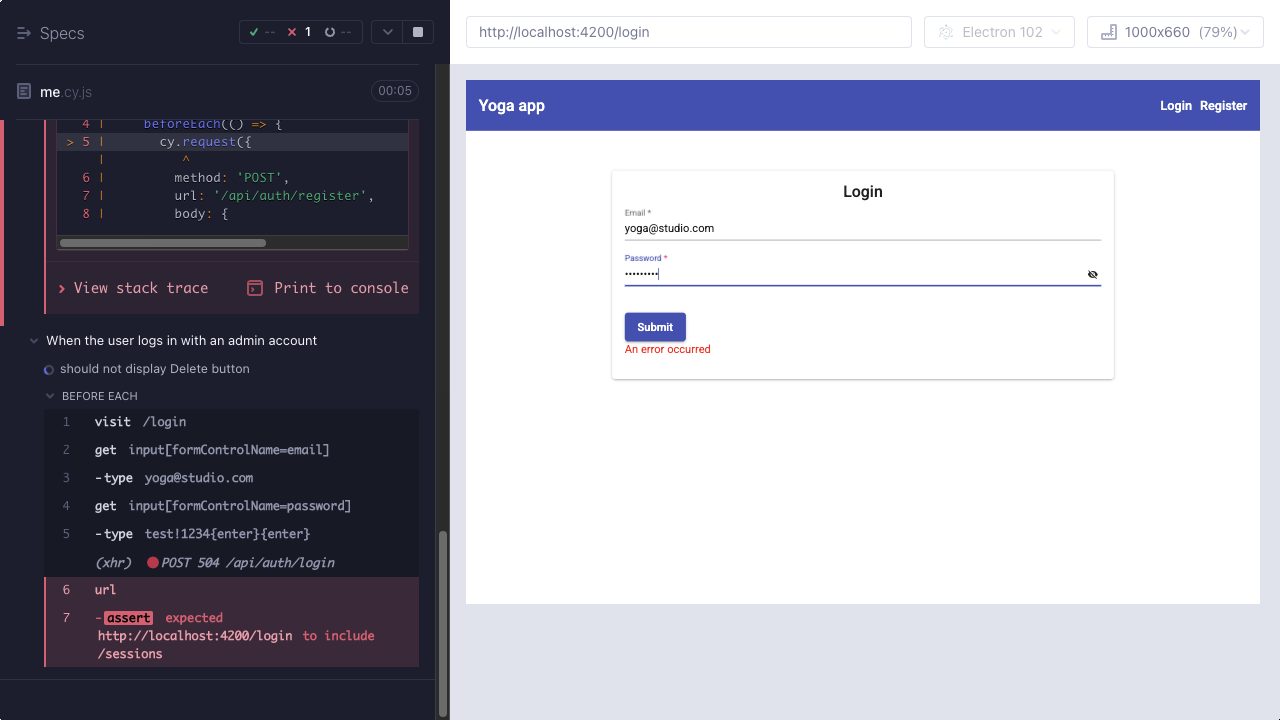 Specs
-- 1 --
me.cy.js
00:05
4 | beforeEach(() => {
> 5 | cy.request({
| ^
6 | method: 'POST',
7 | url: '/api/auth/register',
8 | body: {
View stack trace
Print to console
When the user logs in with an admin account
should not display Delete button
BEFORE EACH
1 visit /login
2 get input[formControlName=email]
3 -type yoga@studio.com
4 get input[formControlName=password]
5 -type test!1234{enter}{enter}
(xhr) POST 504 /api/auth/login
6 url
7 -assert expected
http://localhost:4200/login to include
/sessions
http://localhost:4200/login
Electron 102
1000x660 (79%)
Yoga app
Login Register
Login
Email *
yoga@studio.com
Password *
•••••••••
Submit
An error occurred